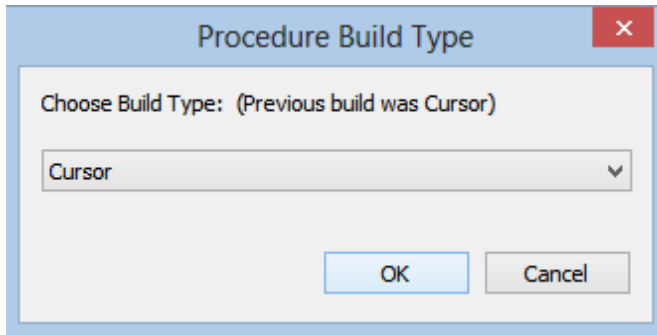 Procedure Build Type
Choose Build Type: (Previous build was Cursor)
Cursor
OK Cancel